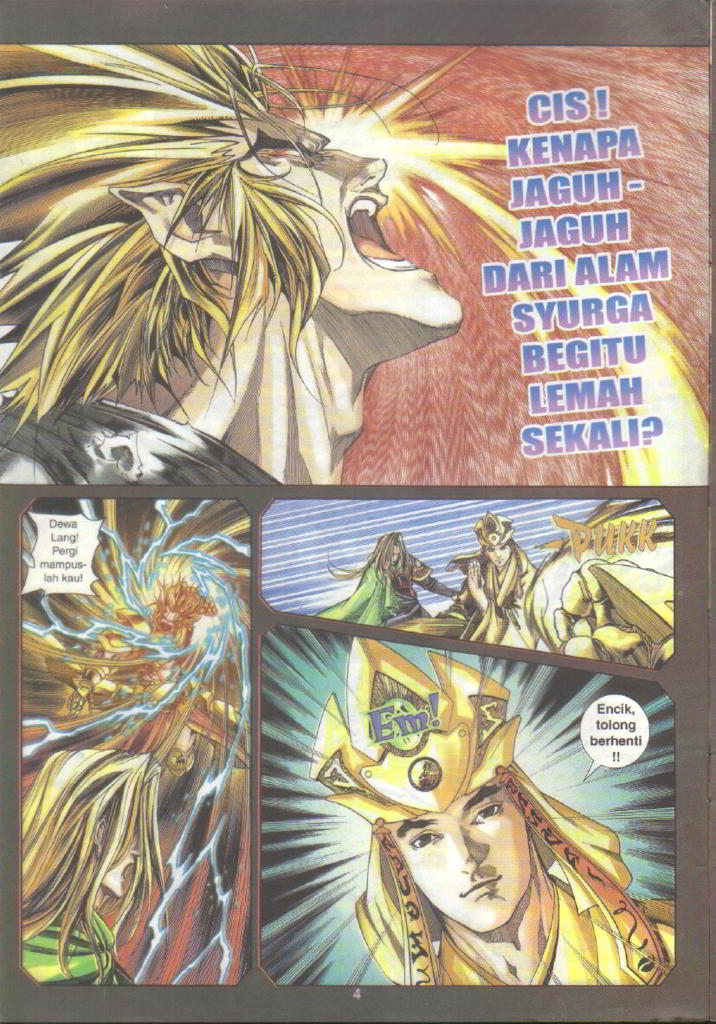 CIS !
KENAPA
JAGUH -
JAGUH
DARI ALAM
SYURGA
BEGITU
LEMAH
SEKALI?
Dewa
Lang!
Pergi
mampus-
lah kau!
PUKK
Em!
Encik,
tolong
berhenti
!!
4